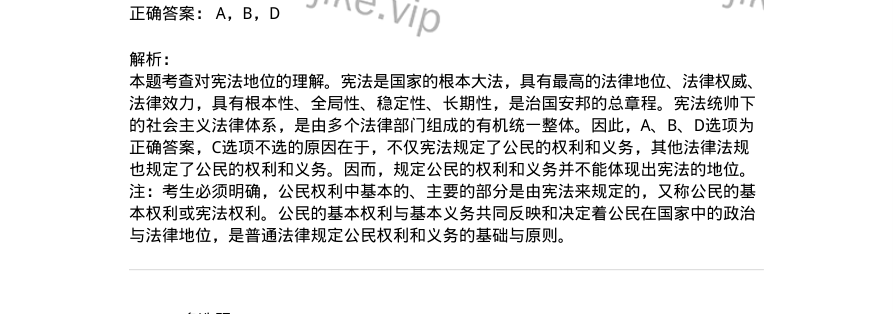 正确答案： A，B，D
解析：
本题考查对宪法地位的理解。宪法是国家的根本大法，具有最高的法律地位、法律权威、
法律效力，具有根本性、全局性、稳定性、长期性，是治国安邦的总章程。宪法统帅下
的社会主义法律体系，是由多个法律部门组成的有机统一整体。因此，A、B、D选项为
正确答案，C选项不选的原因在于，不仅宪法规定了公民的权利和义务，其他法律法规
也规定了公民的权利和义务。因而，规定公民的权利和义务并不能体现出宪法的地位。
注：考生必须明确，公民权利中基本的、主要的部分是由宪法来规定的，又称公民的基
本权利或宪法权利。公民的基本权利与基本义务共同反映和决定着公民在国家中的政治
与法律地位，是普通法律规定公民权利和义务的基础与原则。